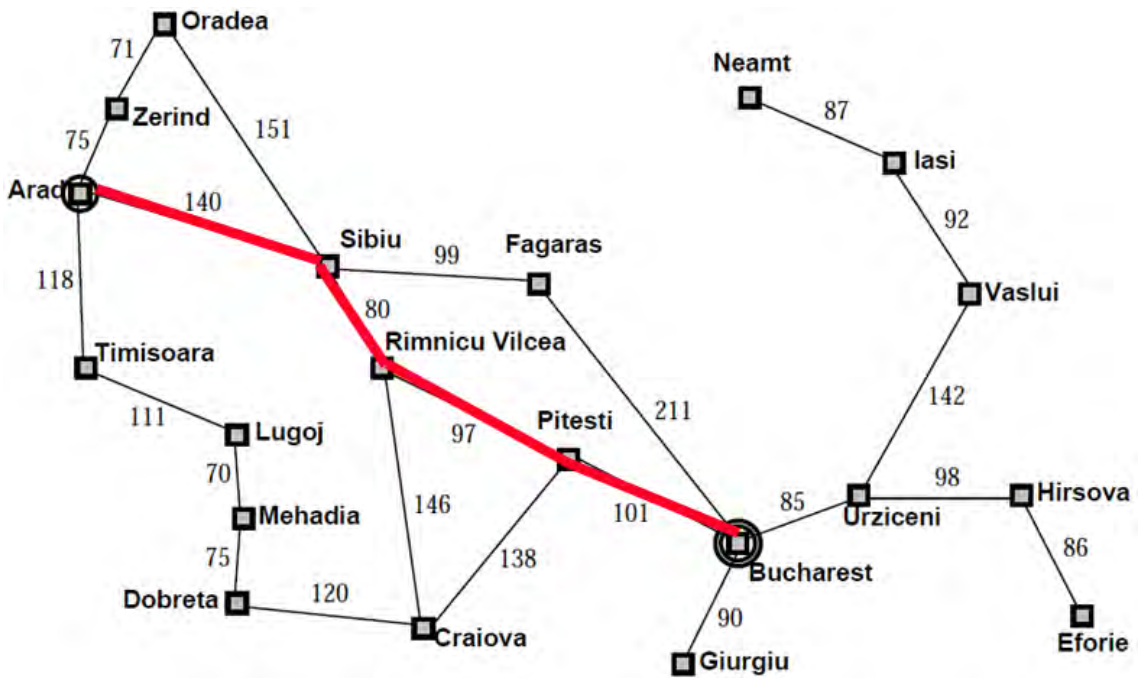 Oradea
71
Neamt
87
Zerind
151
75
Iasi
Arad
140
92
Sibiu
99
Fagaras
118
80
Vaslui
Rimnicu Vilcea
Timisoara
142
211
111
Lugoj
97
Pitesti
70
98
Hirsova
146
85
101
Urziceni
Mehadia
75
138
86
Bucharest
120
Dobreta
90
Craiova
Eforie
Giurgiu